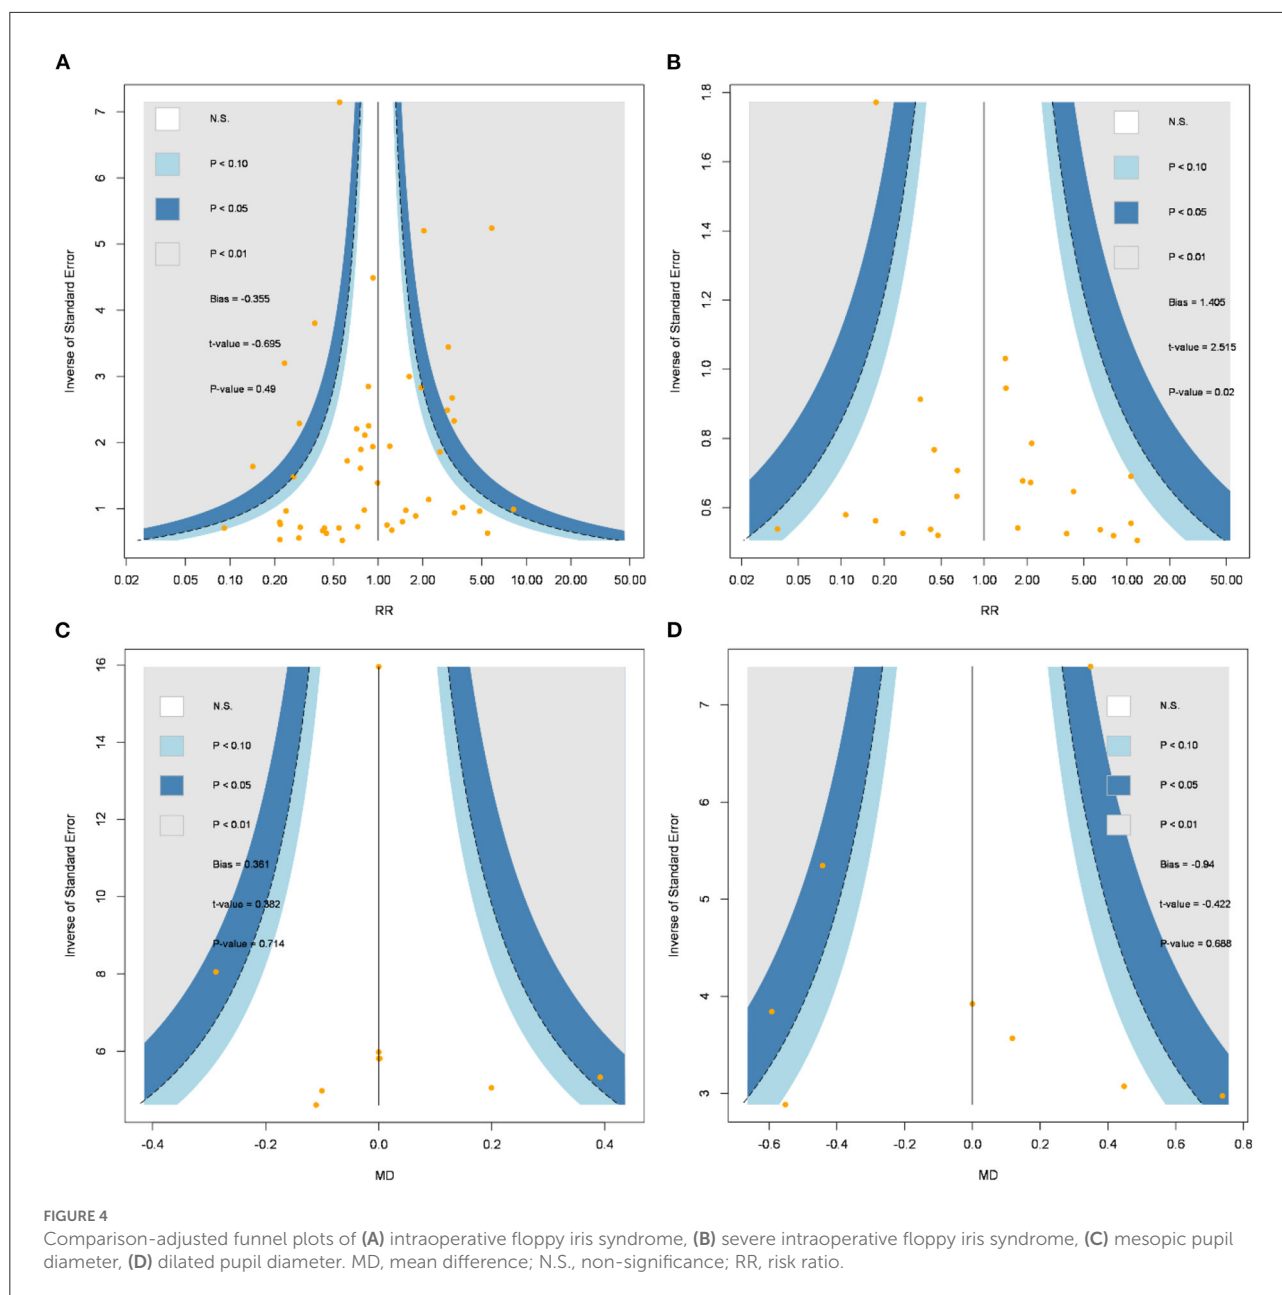 A
Inverse of Standard Error
7
6
5
4
3
2
1
N.S.
P < 0.10
P < 0.05
P < 0.01
Bias = -0.355
t-value = -0.695
P-value = 0.49
0.02 0.05 0.10 0.20 0.50 1.00 2.00 5.00 10.00 20.00 50.00
RR
B
Inverse of Standard Error
1.8
1.6
1.4
1.2
1.0
0.8
0.6
N.S.
P < 0.10
P < 0.05
P < 0.01
Bias = 1.405
t-value = 2.515
P-value = 0.02
0.02 0.05 0.10 0.20 0.50 1.00 2.00 5.00 10.00 20.00 50.00
RR
C
Inverse of Standard Error
16
14
12
10
8
6
N.S.
P < 0.10
P < 0.05
P < 0.01
Bias = 0.361
t-value = 0.382
P-value = 0.714
-0.4 -0.2 0.0 0.2 0.4
MD
D
Inverse of Standard Error
7
6
5
4
3
N.S.
P < 0.10
P < 0.05
P < 0.01
Bias = -0.94
t-value = -0.422
P-value = 0.688
-0.6 -0.4 -0.2 0.0 0.2 0.4 0.6 0.8
MD
FIGURE 4
Comparison-adjusted funnel plots of (A) intraoperative floppy iris syndrome, (B) severe intraoperative floppy iris syndrome, (C) mesopic pupil
diameter, (D) dilated pupil diameter. MD, mean difference; N.S., non-significance; RR, risk ratio.